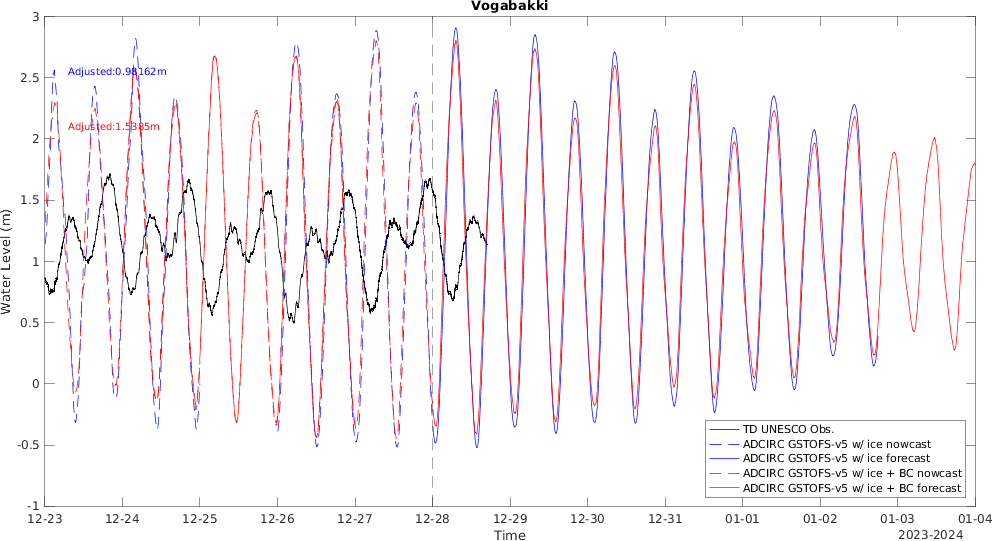 Vogabakki
3
2.5
2
1.5
1
0.5
0
-0.5
-1
Water Level (m)
Adjusted:0.98162m
Adjusted:1.5385m
TD UNESCO Obs.
ADCIRC GSTOFS-v5 w/ ice nowcast
ADCIRC GSTOFS-v5 w/ ice forecast
ADCIRC GSTOFS-v5 w/ ice + BC nowcast
ADCIRC GSTOFS-v5 w/ ice + BC forecast
12-23 12-24 12-25 12-26 12-27 12-28 12-29 12-30 12-31 01-01 01-02 01-03 01-04
Time
2023-2024